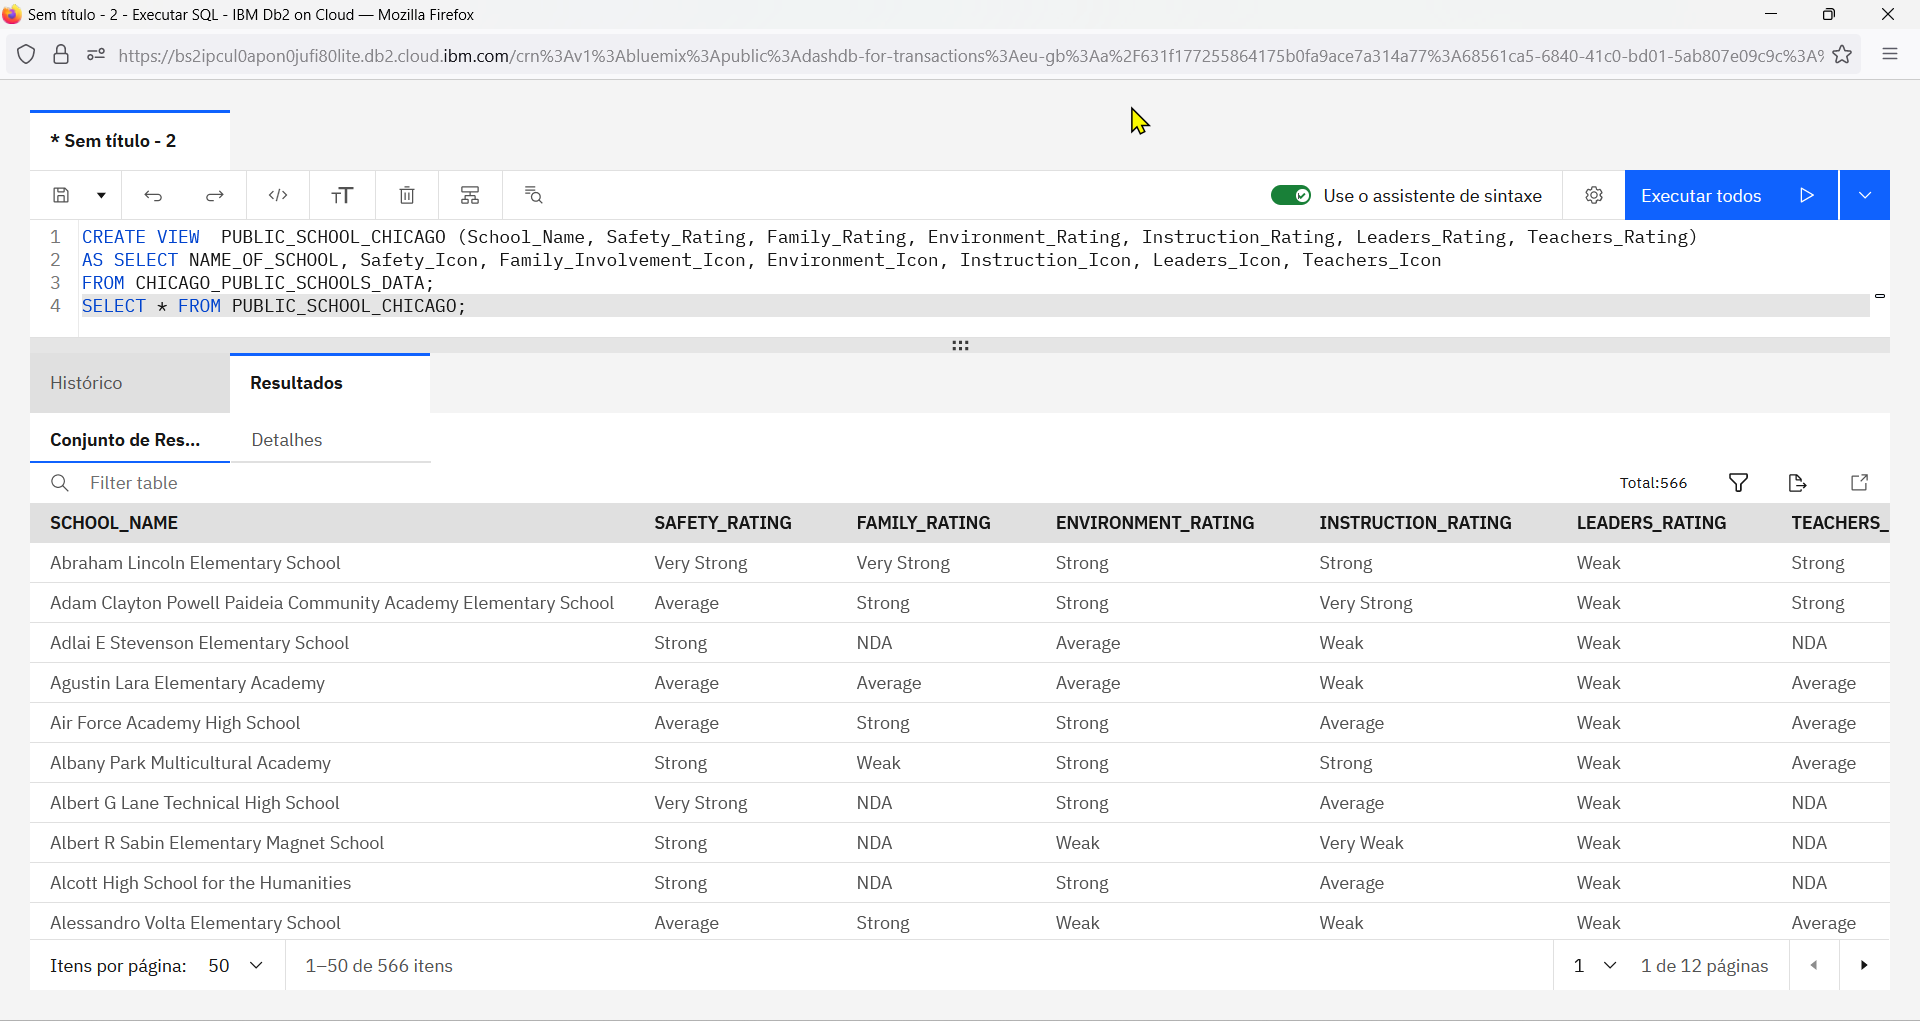 Sem título - 2 - Executar SQL - IBM Db2 on Cloud — Mozilla Firefox
https://bs2ipcul0apon0jufi80lite.db2.cloud.ibm.com/crn%3Av1%3Abluemix%3Apublic%3Adashdb-for-transactions%3Aeu-gb%3Aa%2F631f177255864175b0fa9ace7a314a77%3A68561ca5-6840-41c0-bd01-5ab807e09c9c%3A%
* Sem título - 2
Use o assistente de sintaxe
Executar todos
1 CREATE VIEW PUBLIC_SCHOOL_CHICAGO (School_Name, Safety_Rating, Family_Rating, Environment_Rating, Instruction_Rating, Leaders_Rating, Teachers_Rating)
2 AS SELECT NAME_OF_SCHOOL, Safety_Icon, Family_Involvement_Icon, Environment_Icon, Instruction_Icon, Leaders_Icon, Teachers_Icon
3 FROM CHICAGO_PUBLIC_SCHOOLS_DATA;
4 SELECT * FROM PUBLIC_SCHOOL_CHICAGO;
Histórico Resultados
Conjunto de Res... Detalhes
Filter table Total:566
SCHOOL_NAME SAFETY_RATING FAMILY_RATING ENVIRONMENT_RATING INSTRUCTION_RATING LEADERS_RATING TEACHERS_
Abraham Lincoln Elementary School Very Strong Very Strong Strong Strong Weak Strong
Adam Clayton Powell Paideia Community Academy Elementary School Average Strong Strong Very Strong Weak Strong
Adlai E Stevenson Elementary School Strong NDA Average Weak Weak NDA
Agustin Lara Elementary Academy Average Average Average Weak Weak Average
Air Force Academy High School Average Strong Strong Average Weak Average
Albany Park Multicultural Academy Strong Weak Strong Strong Weak Average
Albert G Lane Technical High School Very Strong NDA Strong Average Weak NDA
Albert R Sabin Elementary Magnet School Strong NDA Weak Very Weak Weak NDA
Alcott High School for the Humanities Strong NDA Strong Average Weak NDA
Alessandro Volta Elementary School Average Strong Weak Weak Weak Average
Itens por página: 50 1–50 de 566 itens 1 1 de 12 páginas